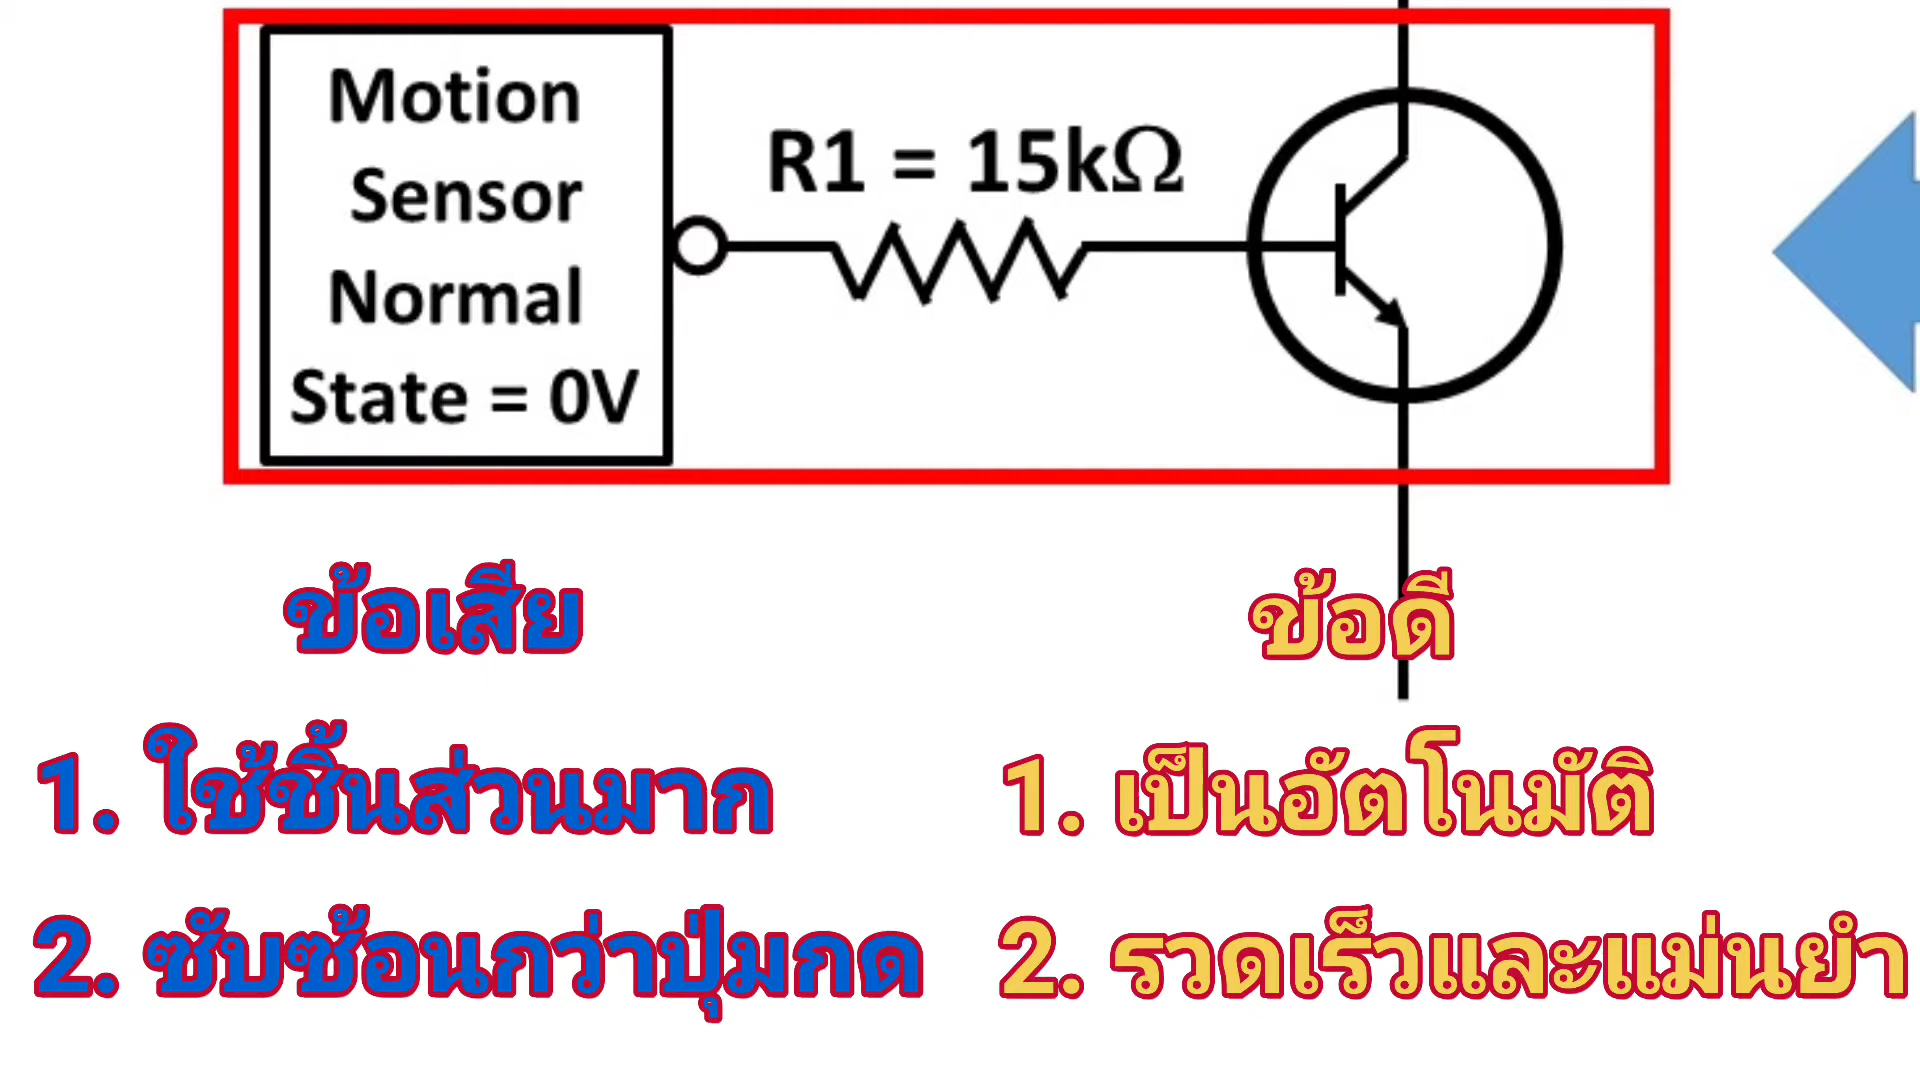 Motion
Sensor
Normal
State = 0V
R1 = 15kΩ
ข้อเสีย
1. ใช้ชิ้นส่วนมาก
2. ซับซ้อนกว่าปุ่มกด
ข้อดี
1. เป็นอัตโนมัติ
2. รวดเร็วและแม่นยำ